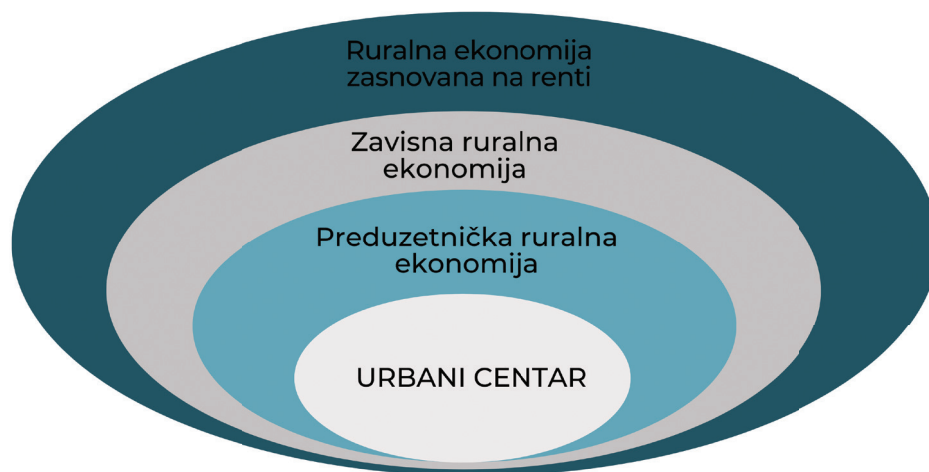 Ruralna ekonomija
zasnovana na renti
Zavisna ruralna
ekonomija
Preduzetnička ruralna
ekonomija
URBANI CENTAR